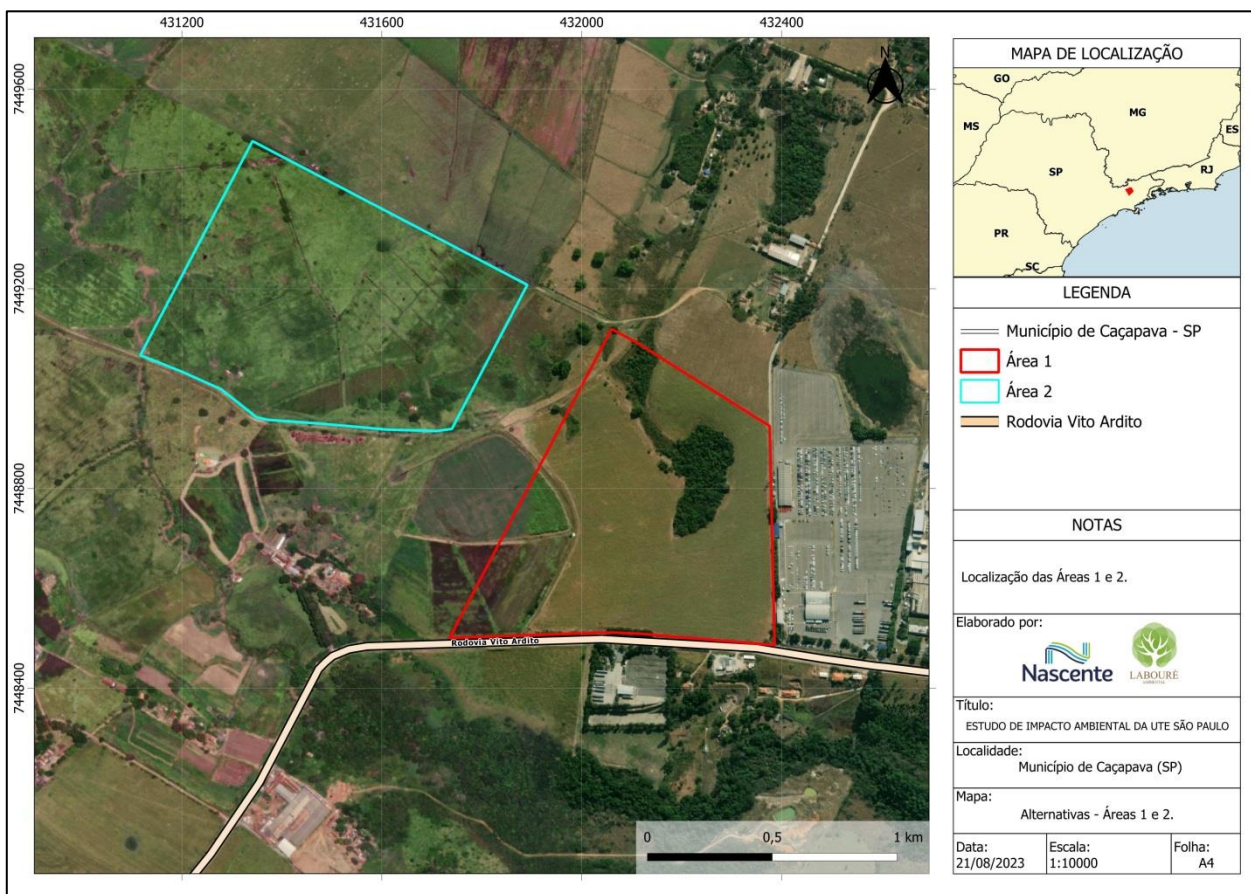 431200
431600
432000
432400
7449600
7449200
7448800
7448400
N
Rodovia Vito Ardito
0
0,5
1 km
MAPA DE LOCALIZAÇÃO
GO
MG
MS
ES
SP
RJ
PR
SC
LEGENDA
Município de Caçapava - SP
Área 1
Área 2
Rodovia Vito Ardito
NOTAS
Localização das Áreas 1 e 2.
Elaborado por:
Nascente
LABOURÉ
AMBIENTAL
Título:
ESTUDO DE IMPACTO AMBIENTAL DA UTE SÃO PAULO
Localidade:
Município de Caçapava (SP)
Mapa:
Alternativas - Áreas 1 e 2.
Data:
21/08/2023
Escala:
1:10000
Folha:
A4